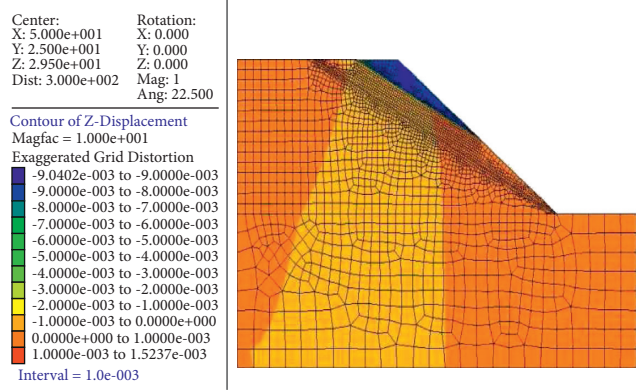 Center: Rotation:
X: 5.000e+001 X: 0.000
Y: 2.500e+001 Y: 0.000
Z: 2.950e+001 Z: 0.000
Dist: 3.000e+002 Mag: 1
Ang: 22.500
Contour of Z-Displacement
Magfac = 1.000e+001
Exaggerated Grid Distortion
-9.0402e-003 to -9.0000e-003
-9.0000e-003 to -8.0000e-003
-8.0000e-003 to -7.0000e-003
-7.0000e-003 to -6.0000e-003
-6.0000e-003 to -5.0000e-003
-5.0000e-003 to -4.0000e-003
-4.0000e-003 to -3.0000e-003
-3.0000e-003 to -2.0000e-003
-2.0000e-003 to -1.0000e-003
-1.0000e-003 to 0.0000e+000
0.0000e+000 to 1.0000e-003
1.0000e-003 to 1.5237e-003
Interval = 1.0e-003